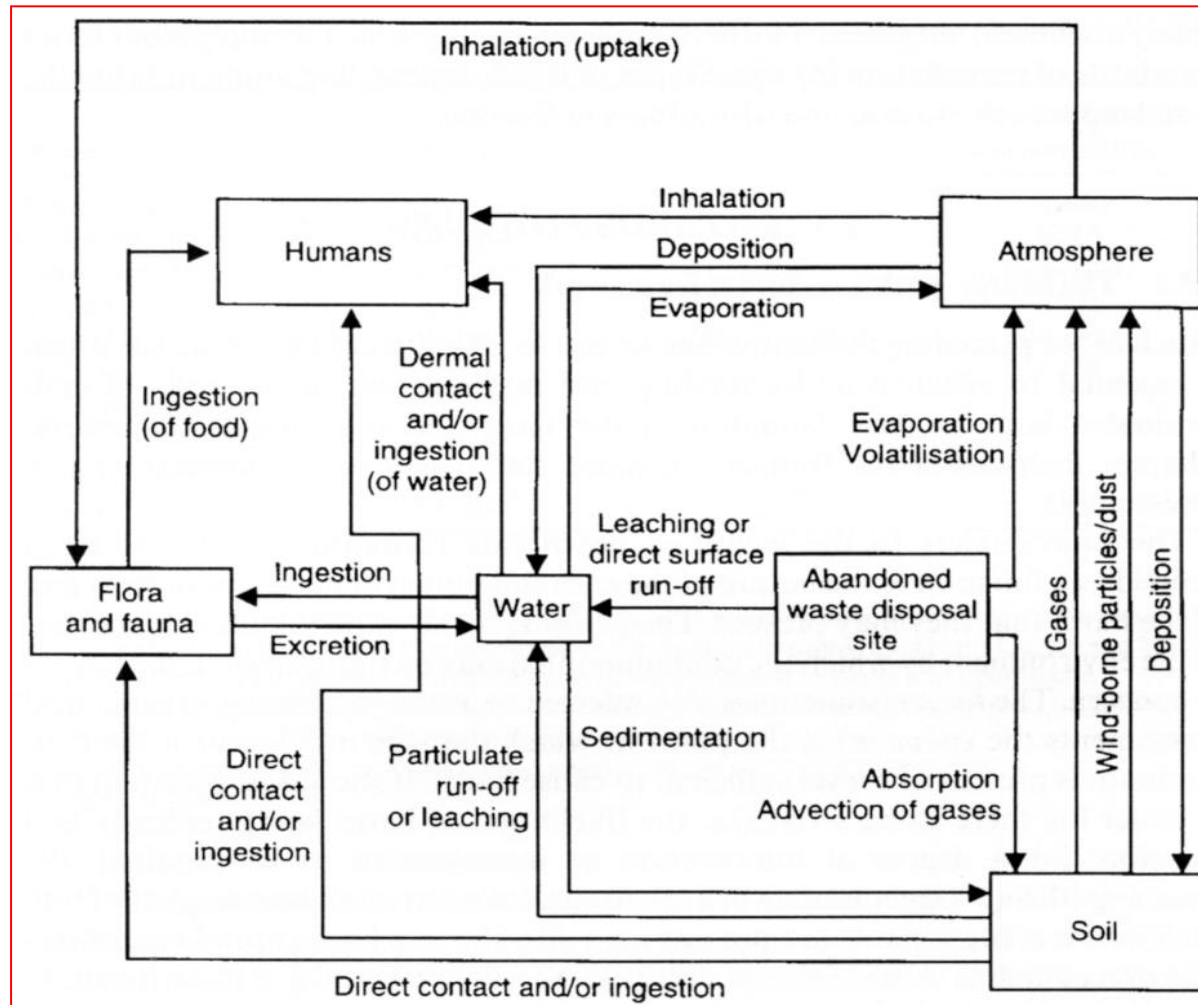 Inhalation (uptake)
Humans
Inhalation
Deposition
Evaporation
Atmosphere
Ingestion
(of food)
Dermal
contact
and/or
ingestion
(of water)
Evaporation
Volatilisation
Gases
Wind-borne particles/dust
Deposition
Flora
and fauna
Ingestion
Excretion
Water
Leaching or
direct surface
run-off
Abandoned
waste disposal
site
Direct
contact
and/or
ingestion
Particulate
run-off
or leaching
Sedimentation
Absorption
Advection of gases
Soil
Direct contact and/or ingestion